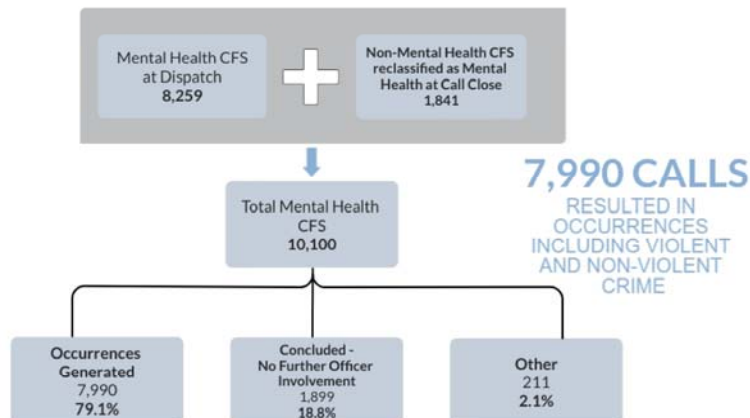 Mental Health CFS
at Dispatch
8,259
Non-Mental Health CFS
reclassified as Mental
Health at Call Close
1,841
Total Mental Health
CFS
10,100
7,990 CALLS
RESULTED IN
OCCURRENCES
INCLUDING VIOLENT
AND NON-VIOLENT
CRIME
Occurrences
Generated
7,990
79.1%
Concluded -
No Further Officer
Involvement
1,899
18.8%
Other
211
2.1%